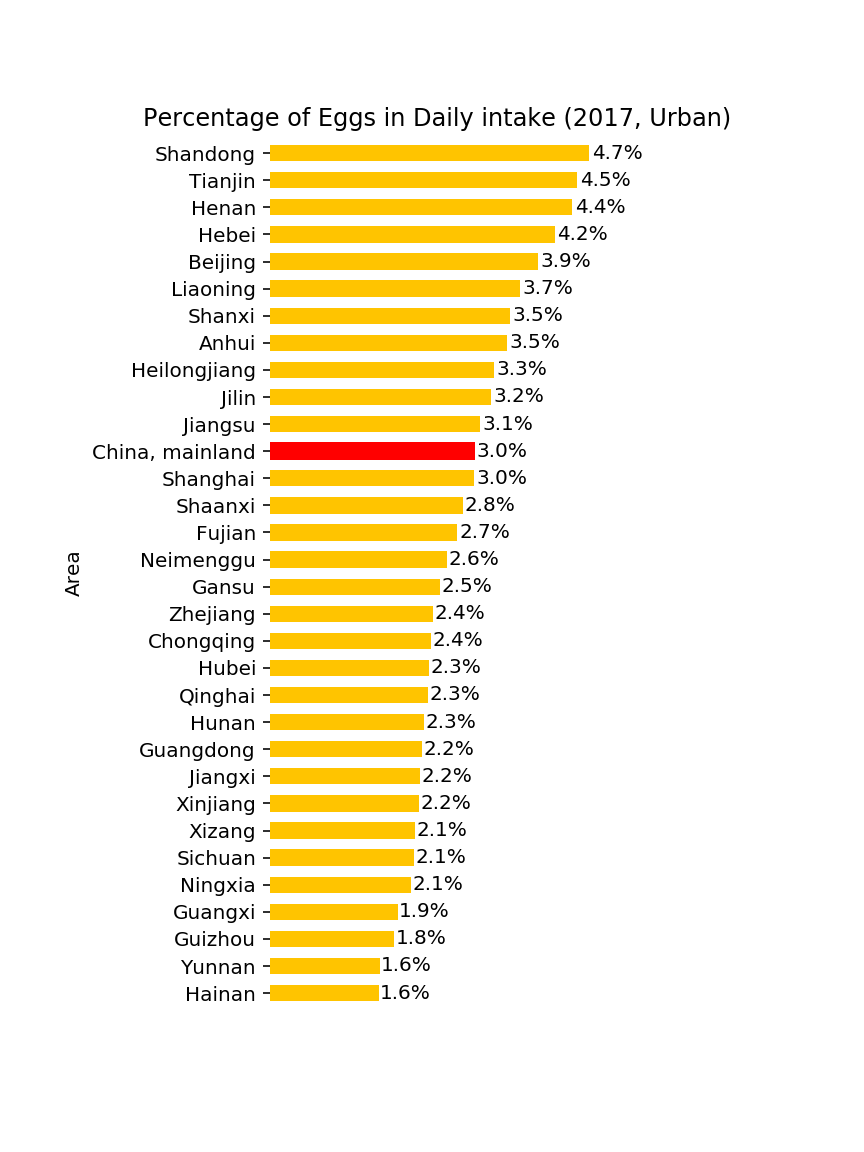 Percentage of Eggs in Daily intake (2017, Urban)
Shandong 4.7%
Tianjin 4.5%
Henan 4.4%
Hebei 4.2%
Beijing 3.9%
Liaoning 3.7%
Shanxi 3.5%
Anhui 3.5%
Heilongjiang 3.3%
Jilin 3.2%
Jiangsu 3.1%
China, mainland 3.0%
Shanghai 3.0%
Shaanxi 2.8%
Fujian 2.7%
Neimenggu 2.6%
Gansu 2.5%
Zhejiang 2.4%
Chongqing 2.4%
Hubei 2.3%
Qinghai 2.3%
Hunan 2.3%
Guangdong 2.2%
Jiangxi 2.2%
Xinjiang 2.2%
Xizang 2.1%
Sichuan 2.1%
Ningxia 2.1%
Guangxi 1.9%
Guizhou 1.8%
Yunnan 1.6%
Hainan 1.6%
Area